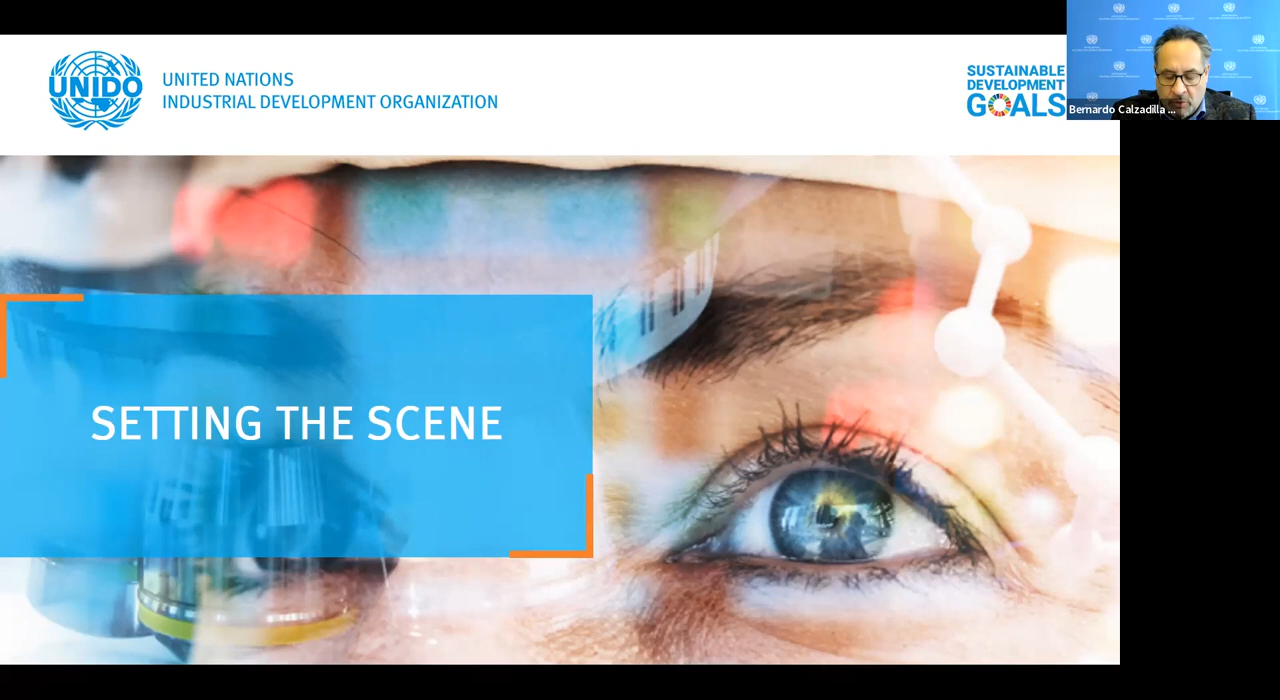 UNIDO
UNITED NATIONS
INDUSTRIAL DEVELOPMENT ORGANIZATION
SUSTAINABLE
DEVELOPMENT
GOALS
Bernardo Calzadilla ...
SETTING THE SCENE